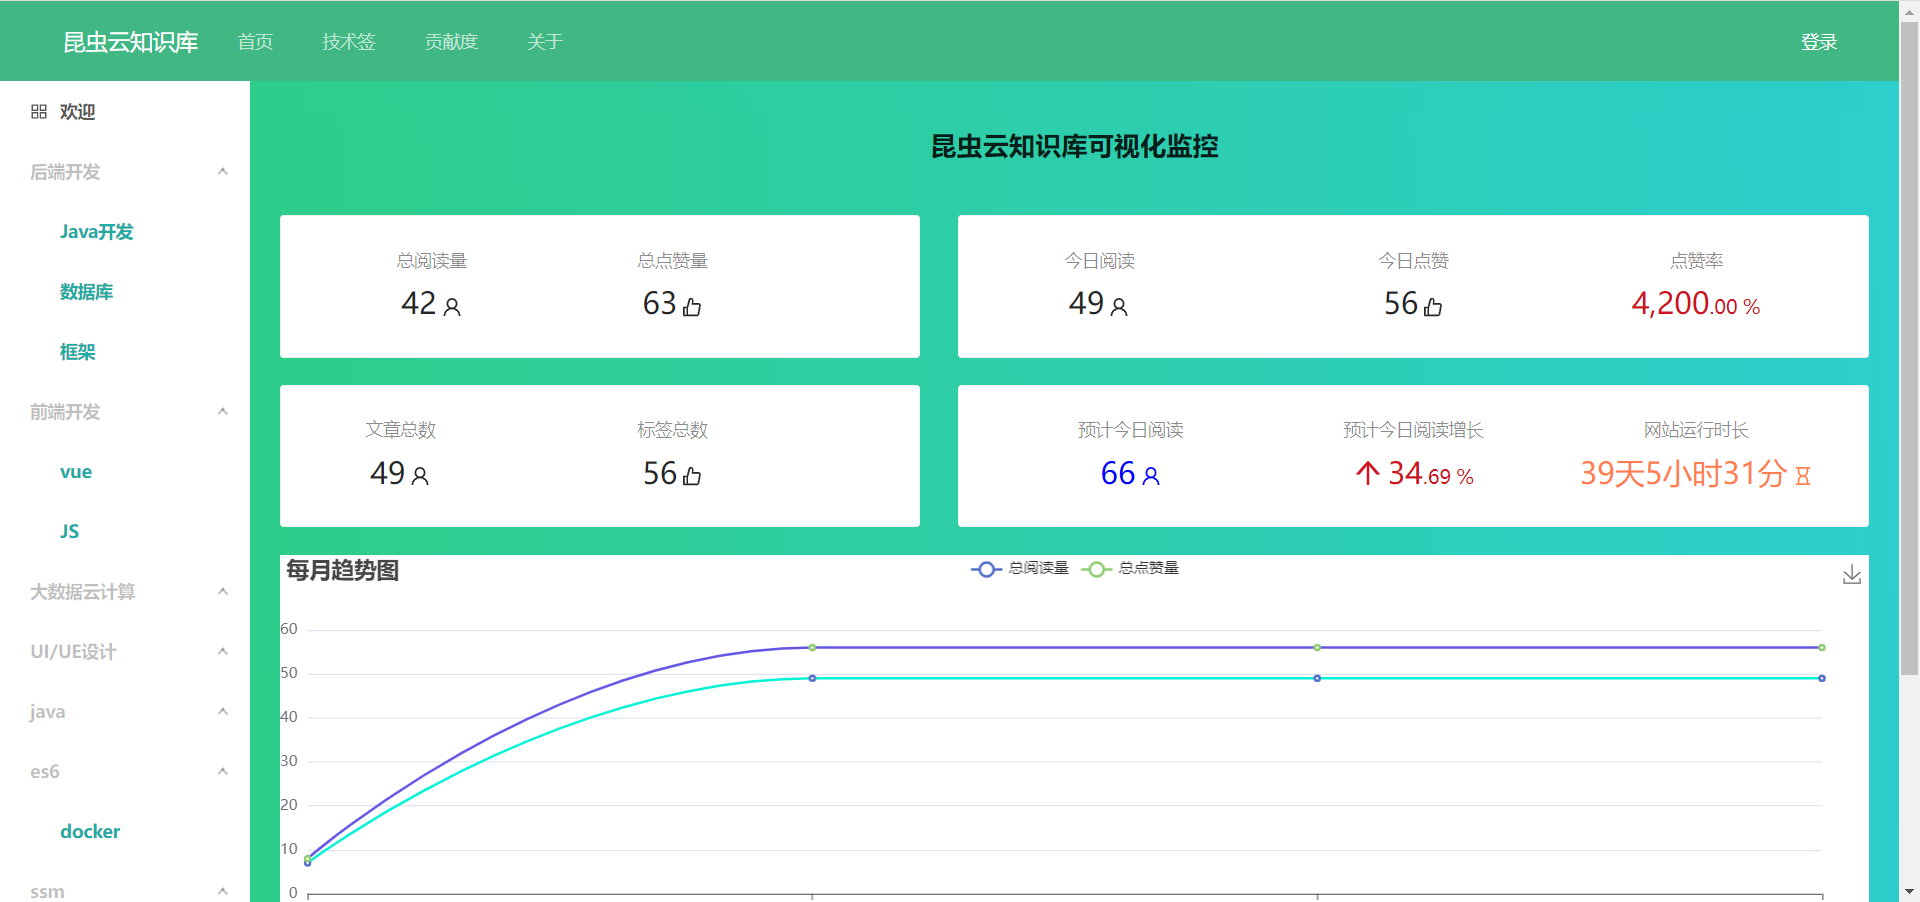 昆虫云知识库 首页 技术签 贡献度 关于 登录
欢迎
后端开发
Java开发
数据库
框架
前端开发
vue
JS
大数据云计算
UI/UE设计
java
es6
docker
ssm
昆虫云知识库可视化监控
总阅读量 总点赞量
42 63
今日阅读 今日点赞 点赞率
49 56 4,200.00 %
文章总数 标签总数
49 56
预计今日阅读 预计今日阅读增长 网站运行时长
66 34.69 % 39天5小时31分
每月趋势图 总阅读量 总点赞量
60
50
40
30
20
10
0